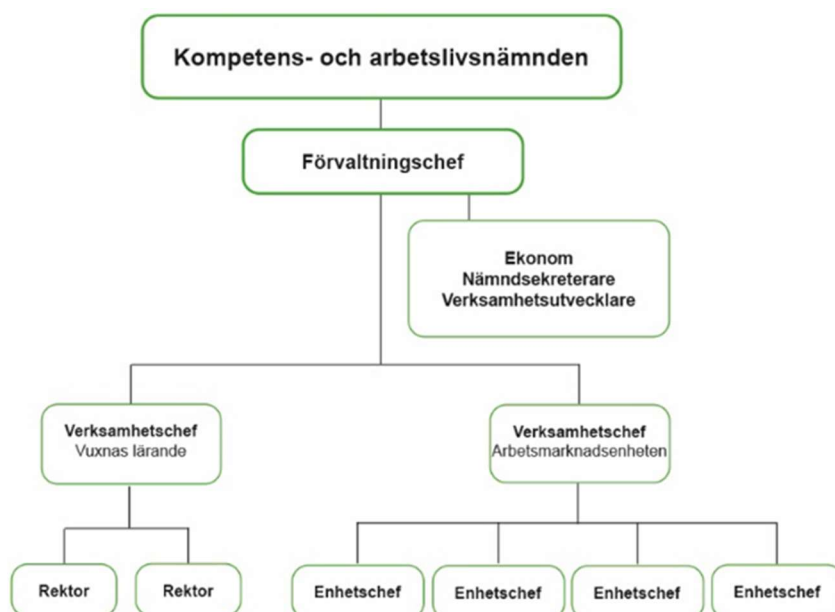 Kompetens- och arbetslivsnämnden
Förvaltningschef
Ekonom
Nämndsekreterare
Verksamhetsutvecklare
Verksamhetschef
Vuxnas lärande
Verksamhetschef
Arbetsmarknadsenheten
Rektor
Rektor
Enhetschef
Enhetschef
Enhetschef
Enhetschef